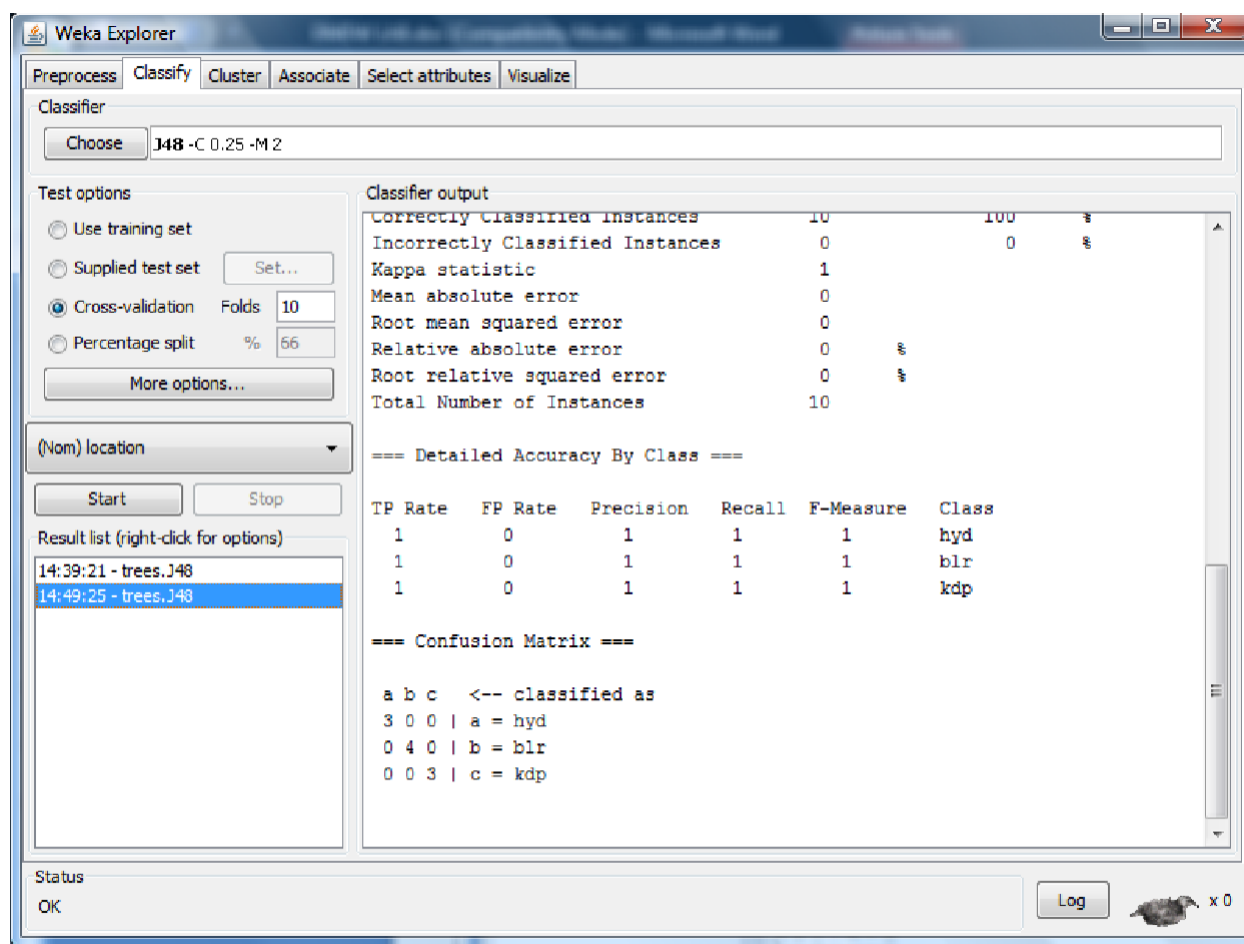 Weka Explorer
Preprocess Classify Cluster Associate Select attributes Visualize
Classifier
Choose J48 -C 0.25 -M 2
Test options
Use training set
Supplied test set Set...
Cross-validation Folds 10
Percentage split % 66
More options...
(Nom) location
Start Stop
Result list (right-click for options)
14:39:21 - trees.J48
14:49:25 - trees.J48
Classifier output
Correctly Classified Instances 10 100 %
Incorrectly Classified Instances 0 0 %
Kappa statistic 1
Mean absolute error 0
Root mean squared error 0
Relative absolute error 0 %
Root relative squared error 0 %
Total Number of Instances 10
=== Detailed Accuracy By Class ===
TP Rate FP Rate Precision Recall F-Measure Class
1 0 1 1 1 hyd
1 0 1 1 1 blr
1 0 1 1 1 kdp
=== Confusion Matrix ===
a b c <-- classified as
3 0 0 | a = hyd
0 4 0 | b = blr
0 0 3 | c = kdp
Status
OK
Log x 0